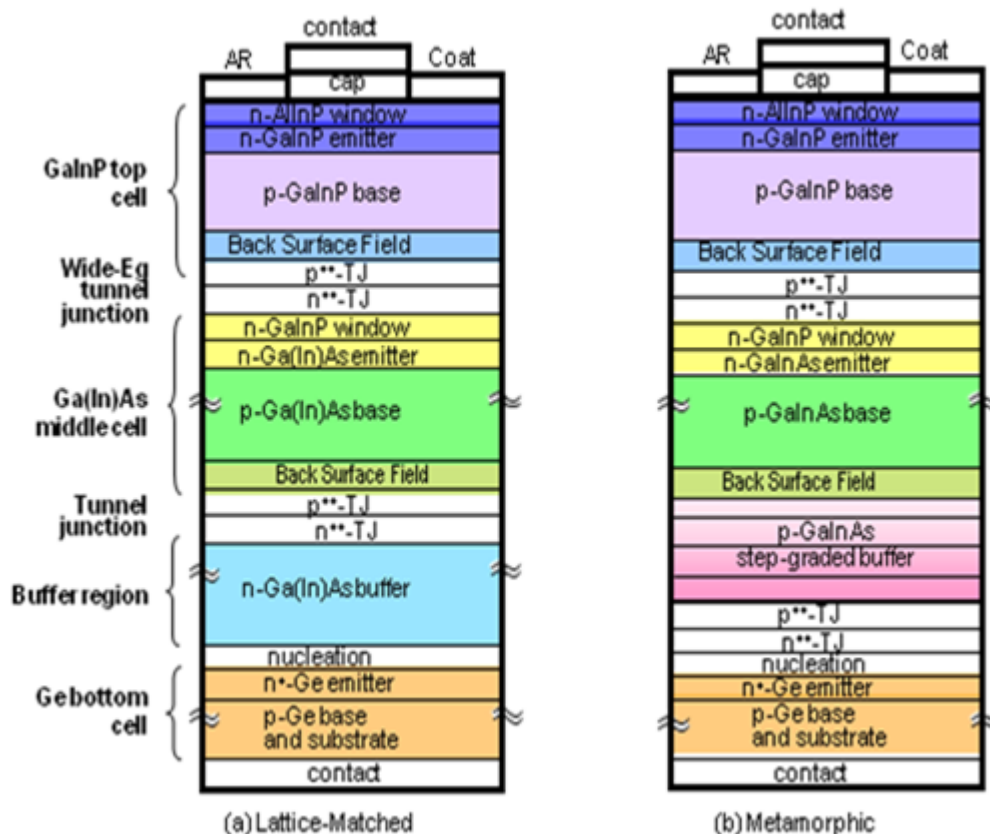 contact
AR
Coat
cap
n-AlInP window
n-GaInP emitter
GaInP top
cell
p-GaInP base
Back Surface Field
Wide-Eg
tunnel
junction
p++-TJ
n++-TJ
n-GaInP window
n-Ga(In)As emitter
Ga(In)As
middle cell
p-Ga(In)As base
Back Surface Field
Tunnel
junction
p++-TJ
n++-TJ
Buffer region
n-Ga(In)As buffer
nucleation
Ge bottom
cell
n+-Ge emitter
p-Ge base
and substrate
contact
(a) Lattice-Matched
contact
AR
Coat
cap
n-AlInP window
n-GaInP emitter
p-GaInP base
Back Surface Field
p++-TJ
n++-TJ
n-GaInP window
n-GaInAs emitter
p-GaInAs base
Back Surface Field
p-GaInAs
step-graded buffer
p++-TJ
n++-TJ
nucleation
n+-Ge emitter
p-Ge base
and substrate
contact
(b) Metamorphic